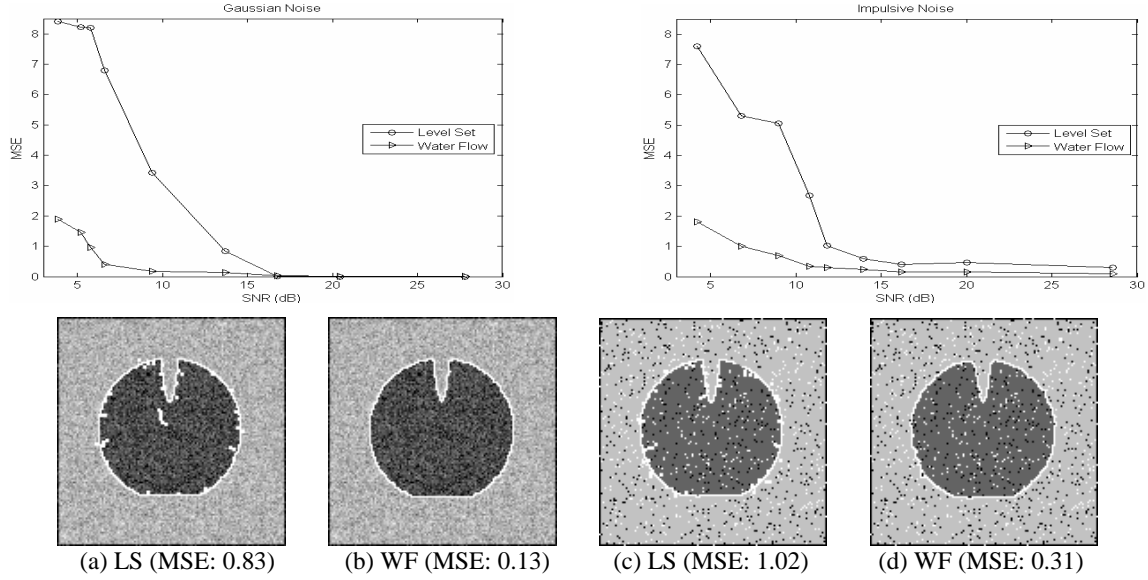 Gaussian Noise
8
7
6
5
4
3
2
1
0
MSE
Level Set
Water Flow
5
10
15
20
25
30
SNR (dB)
Impulsive Noise
8
7
6
5
4
3
2
1
0
MSE
Level Set
Water Flow
5
10
15
20
25
30
SNR (dB)
(a) LS (MSE: 0.83)
(b) WF (MSE: 0.13)
(c) LS (MSE: 1.02)
(d) WF (MSE: 0.31)